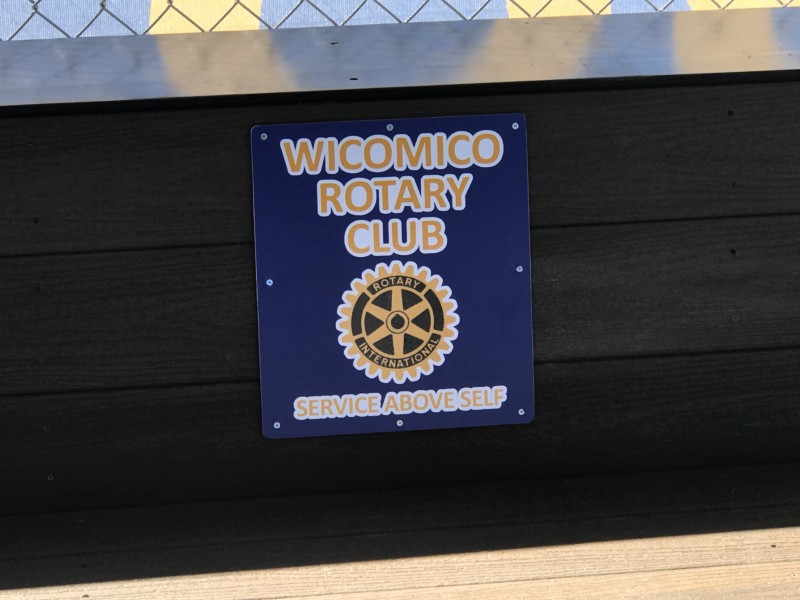 WICOMICO
ROTARY
CLUB
ROTARY
INTERNATIONAL
SERVICE ABOVE SELF